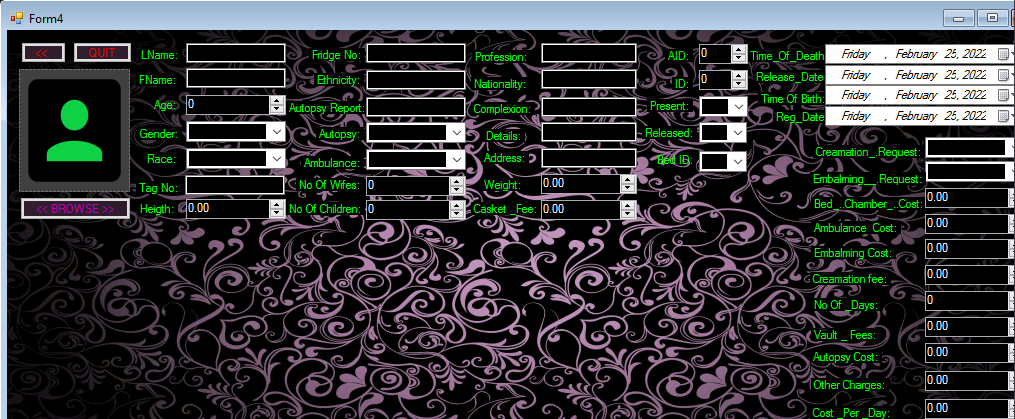 Form4
<< QUIT
LName:
FName:
Age: 0
Gender:
Race:
Tag No:
Heigth: 0.00
<< BROWSE >>
Fridge No:
Ethnicity:
Autopsy Report:
Autopsy:
Ambulance:
No Of Wifes: 0
No Of Children: 0
Profession:
Nationality:
Complexion:
Details:
Address:
Weight: 0.00
Casket _Fee: 0.00
AID: 0
ID: 0
Present:
Released:
Bed ID:
Time_Of_Death Friday , February 25, 2022
Release_Date Friday , February 25, 2022
Time Of Birth: Friday , February 25, 2022
Reg_Date Friday , February 25, 2022
Creamation_.Request:
Embalming__.Request:
Bed_.Chamber_.Cost: 0.00
Ambulance Cost: 0.00
Embalming Cost: 0.00
Creamation fee: 0.00
No Of _Days: 0
Vault _ Fees: 0.00
Autopsy Cost: 0.00
Other Charges: 0.00
Cost _Per _Day: 0.00